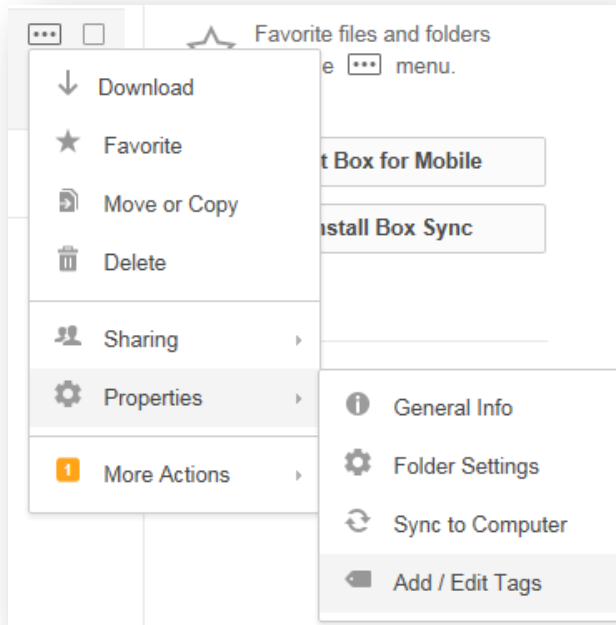 Favorite files and folders
e ••• menu.
Download
Favorite
t Box for Mobile
Move or Copy
nstall Box Sync
Delete
Sharing
Properties
General Info
Folder Settings
1 More Actions
Sync to Computer
Add / Edit Tags